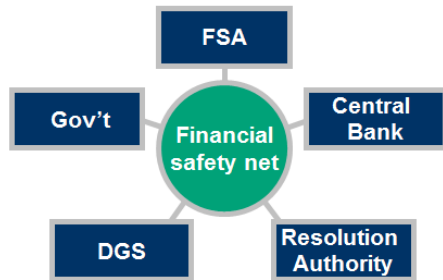 FSA
Gov't
Central
Bank
Financial
safety net
DGS
Resolution
Authority